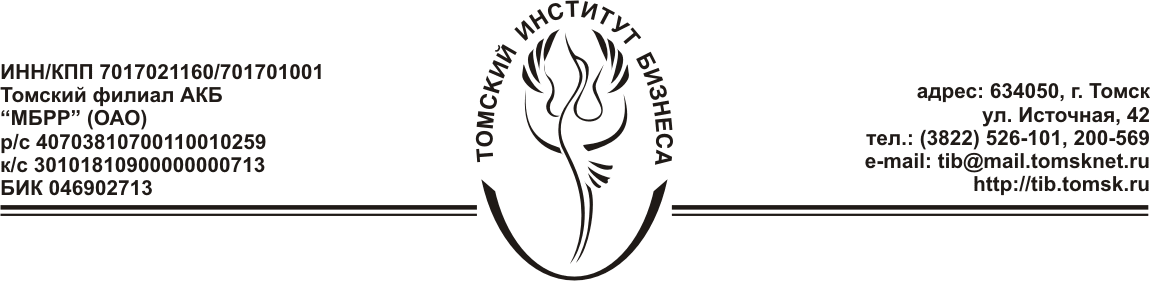 ИНН/КПП 7017021160/701701001
Томский филиал АКБ
“МБРР” (ОАО)
р/с 40703810700110010259
к/с 30101810900000000713
БИК 046902713
ТОМСКИЙ ИНСТИТУТ БИЗНЕСА
адрес: 634050, г. Томск
ул. Источная, 42
тел.: (3822) 526-101, 200-569
e-mail: tib@mail.tomsknet.ru
http://tib.tomsk.ru